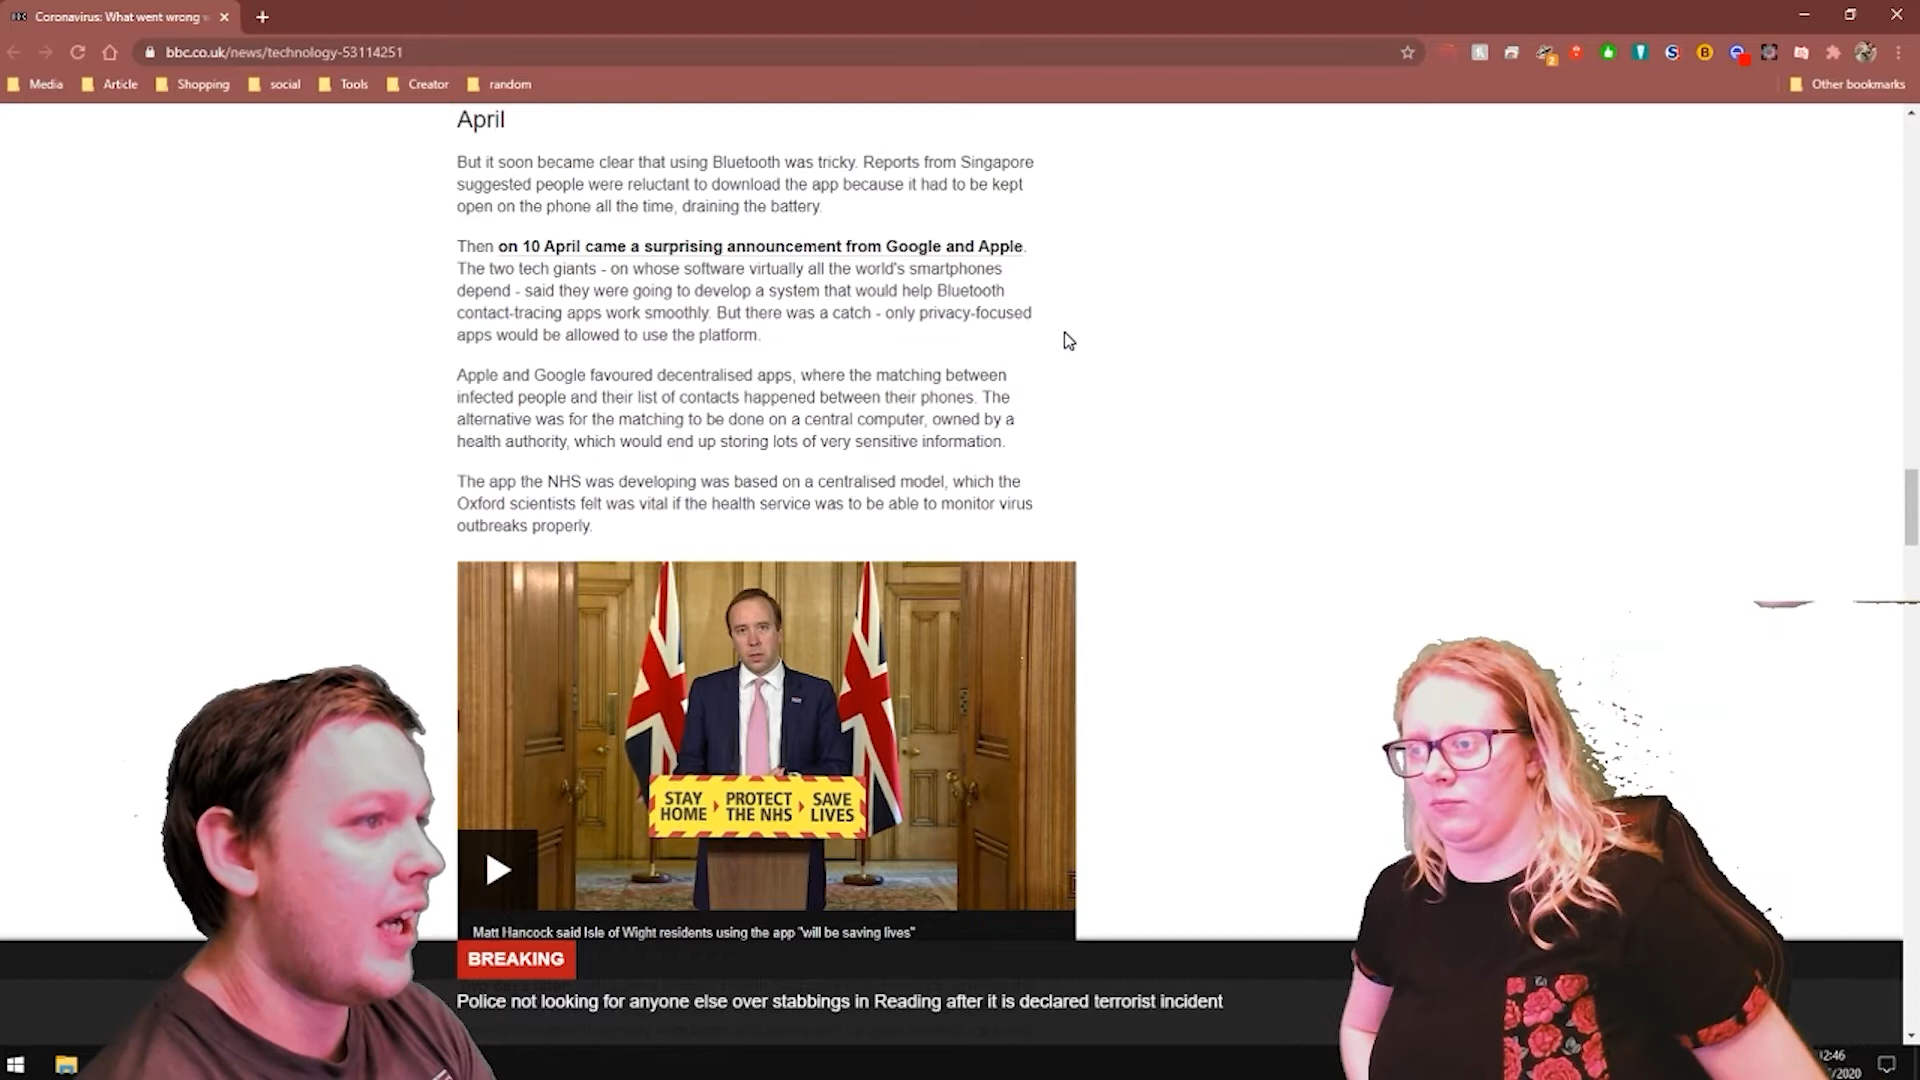 Coronavirus: What went wrong
bbc.co.uk/news/technology-53114251
Media
Article
Shopping
social
Tools
Creator
random
Other bookmarks
April
But it soon became clear that using Bluetooth was tricky. Reports from Singapore
suggested people were reluctant to download the app because it had to be kept
open on the phone all the time, draining the battery.
Then on 10 April came a surprising announcement from Google and Apple.
The two tech giants - on whose software virtually all the world's smartphones
depend - said they were going to develop a system that would help Bluetooth
contact-tracing apps work smoothly. But there was a catch - only privacy-focused
apps would be allowed to use the platform.
Apple and Google favoured decentralised apps, where the matching between
infected people and their list of contacts happened between their phones. The
alternative was for the matching to be done on a central computer, owned by a
health authority, which would end up storing lots of very sensitive information.
The app the NHS was developing was based on a centralised model, which the
Oxford scientists felt was vital if the health service was to be able to monitor virus
outbreaks properly.
STAY HOME
PROTECT THE NHS
SAVE LIVES
Matt Hancock said Isle of Wight residents using the app "will be saving lives"
BREAKING
Police not looking for anyone else over stabbings in Reading after it is declared terrorist incident
2:46
/2020